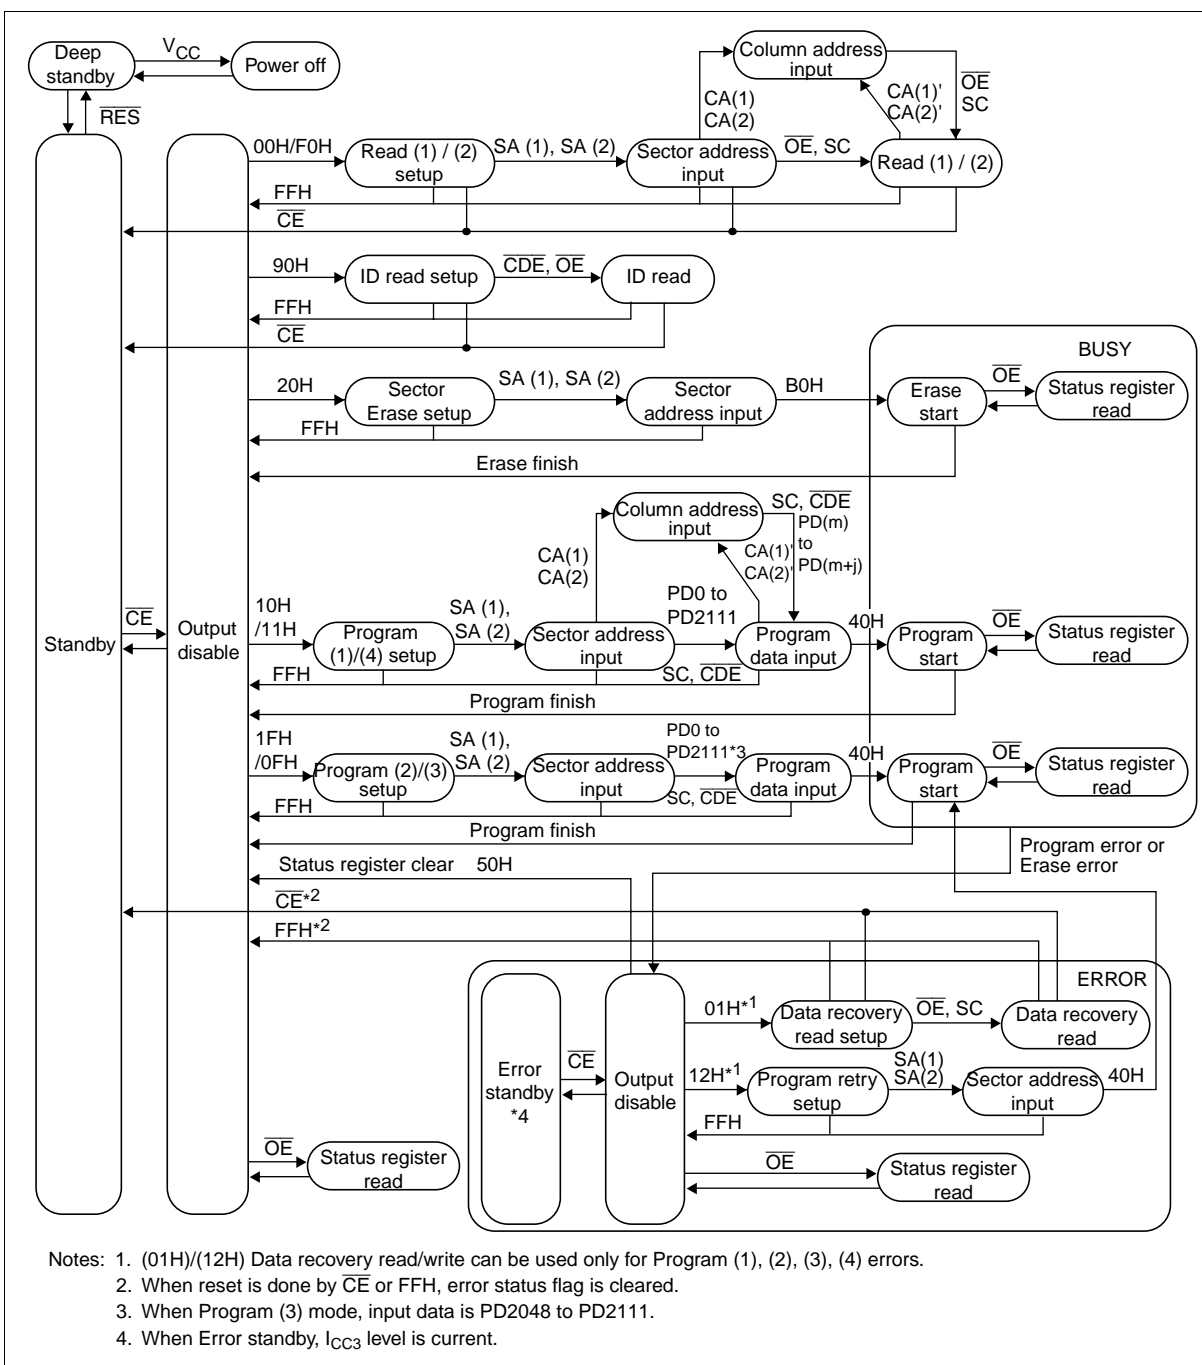 Deep
standby
VCC
Power off
RES
Column address
input
CA(1)
CA(2)
CA(1)'
CA(2)'
OE
SC
00H/F0H
Read (1) / (2)
setup
SA (1), SA (2)
Sector address
input
OE, SC
Read (1) / (2)
FFH
CE
90H
ID read setup
CDE, OE
ID read
FFH
CE
BUSY
20H
Sector
Erase setup
SA (1), SA (2)
Sector
address input
B0H
Erase
start
OE
Status register
read
FFH
Erase finish
Column address
input
SC, CDE
PD(m)
to
PD(m+j)
CA(1)
CA(2)
CA(1)'
CA(2)'
Standby
CE
Output
disable
10H
/11H
Program
(1)/(4) setup
SA (1),
SA (2)
Sector address
input
PD0 to
PD2111
SC, CDE
Program
data input
40H
Program
start
OE
Status register
read
FFH
Program finish
1FH
/0FH
Program (2)/(3)
setup
SA (1),
SA (2)
Sector address
input
PD0 to
PD2111*3
SC, CDE
Program
data input
40H
Program
start
OE
Status register
read
FFH
Program finish
Program error or
Erase error
Status register clear 50H
CE*2
FFH*2
ERROR
Error
standby
*4
CE
Output
disable
01H*1
Data recovery
read setup
OE, SC
Data recovery
read
12H*1
Program retry
setup
SA(1)
SA(2)
Sector address
input
40H
FFH
OE
Status register
read
OE
Status register
read
Notes: 1. (01H)/(12H) Data recovery read/write can be used only for Program (1), (2), (3), (4) errors.
2. When reset is done by CE or FFH, error status flag is cleared.
3. When Program (3) mode, input data is PD2048 to PD2111.
4. When Error standby, ICC3 level is current.